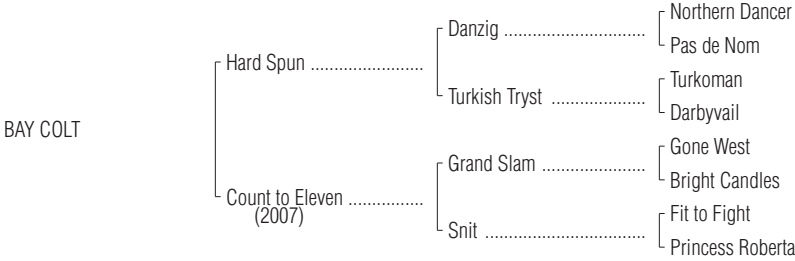 Northern Dancer
Danzig ..............................
Pas de Nom
Hard Spun ........................
Turkoman
Turkish Tryst ....................
Darbyvail
BAY COLT
Gone West
Grand Slam ......................
Bright Candles
Count to Eleven ................
(2007)
Fit to Fight
Snit ..................................
Princess Roberta